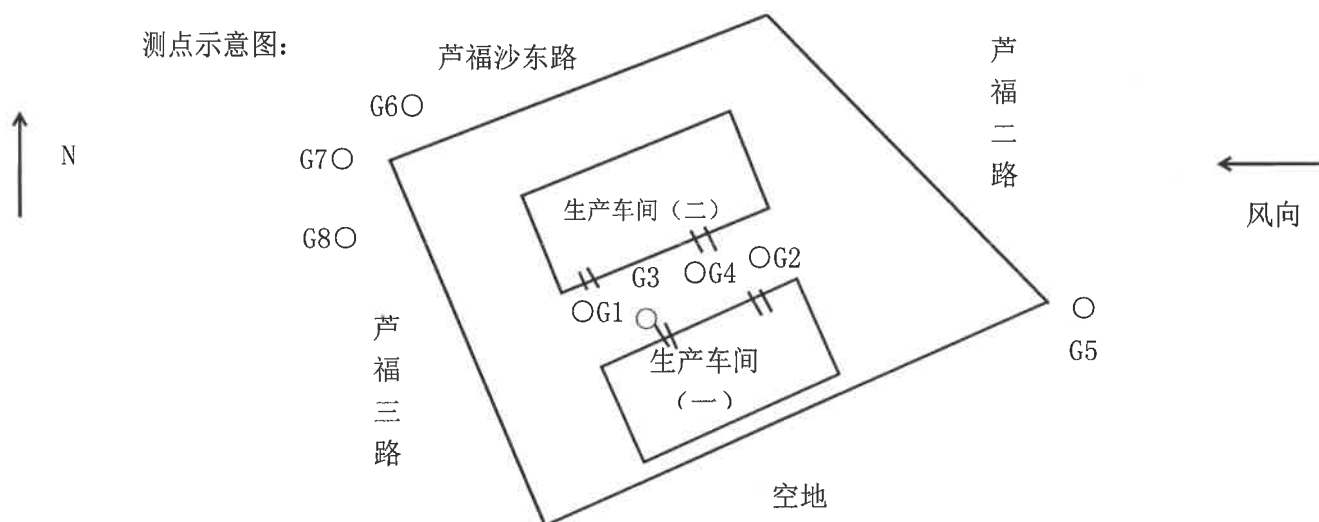 测点示意图：
芦福沙东路
芦福二路
G6
N
G7
风向
G8
生产车间（二）
G2
G3
G4
G1
G5
芦福三路
生产车间
（一）
空地